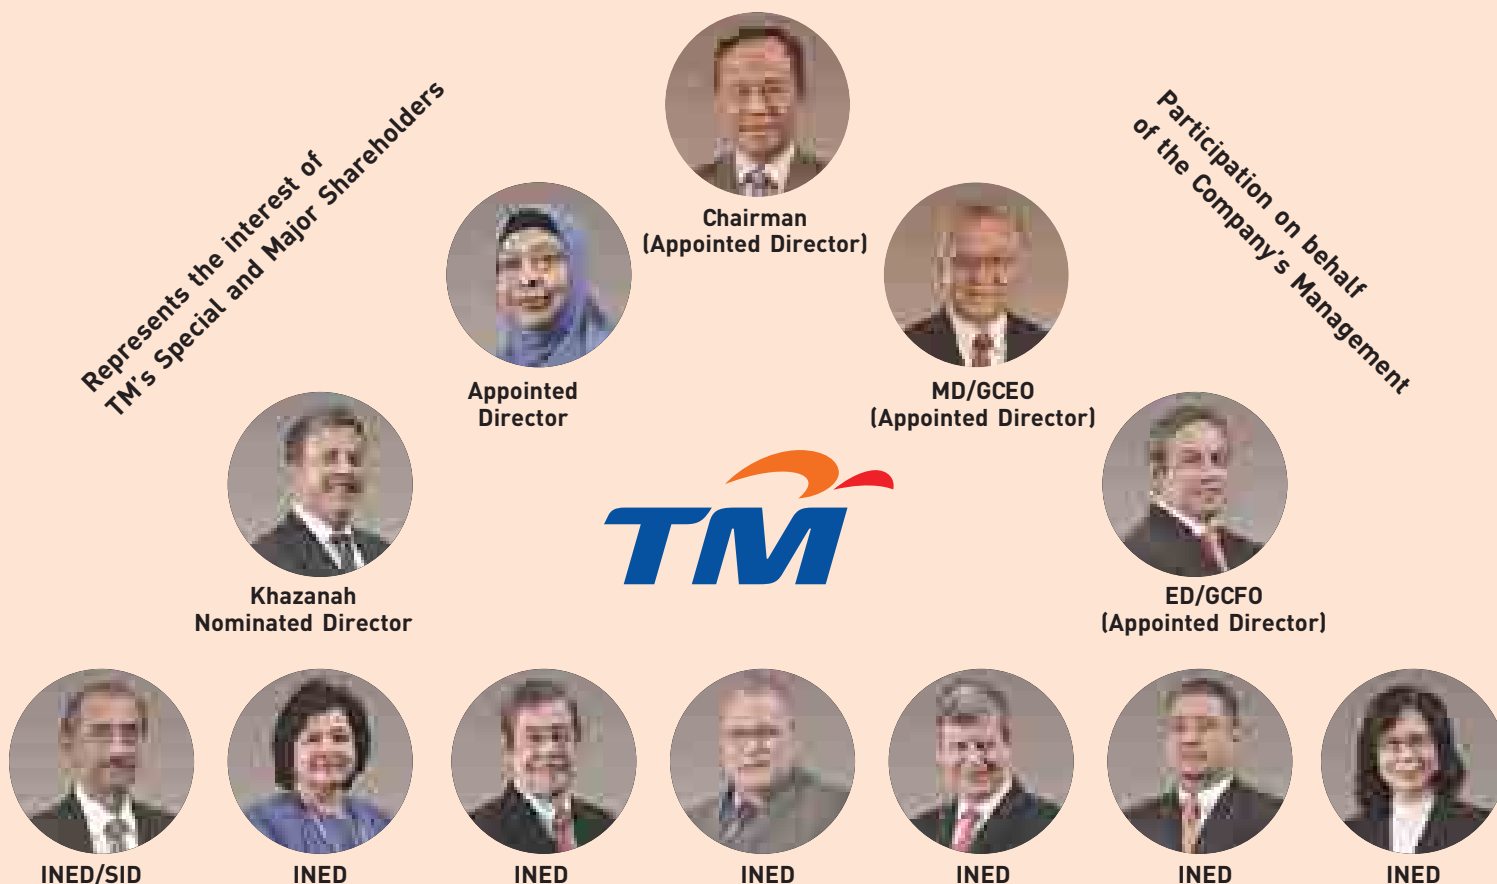 Represents the interest of
TM's Special and Major Shareholders
Participation on behalf
of the Company's Management
Chairman
(Appointed Director)
Appointed
Director
MD/GCEO
(Appointed Director)
Khazanah
Nominated Director
TM
ED/GCFO
(Appointed Director)
INED/SID
INED
INED
INED
INED
INED
INED